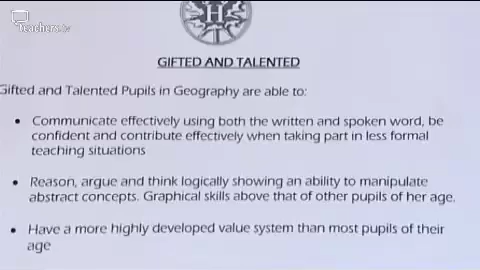 Teachers.tv
H
GIFTED AND TALENTED
Gifted and Talented Pupils in Geography are able to:
Communicate effectively using both the written and spoken word, be
confident and contribute effectively when taking part in less formal
teaching situations
Reason, argue and think logically showing an ability to manipulate
abstract concepts. Graphical skills above that of other pupils of her age.
Have a more highly developed value system than most pupils of their
age